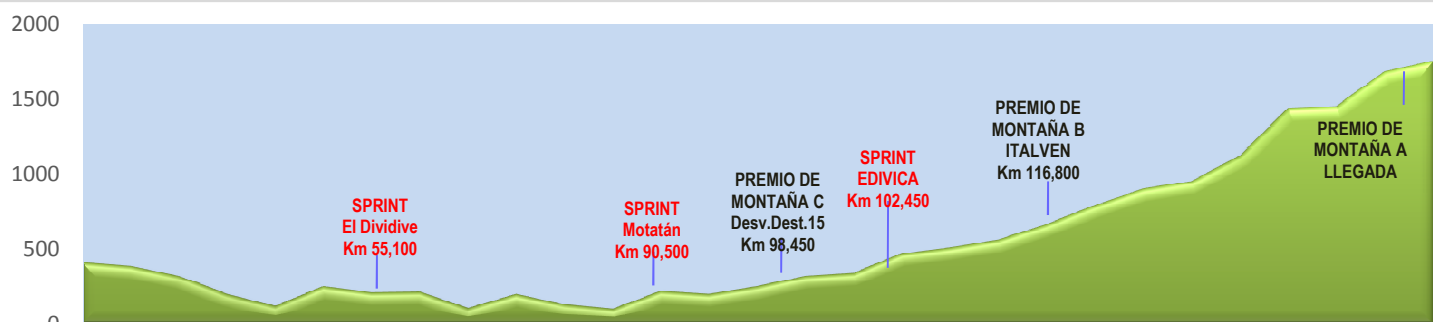 2000
1500
1000
500
0
SPRINT
El Dividive
Km 55,100
SPRINT
Motatán
Km 90,500
PREMIO DE
MONTAÑA C
Desv.Dest.15
Km 98,450
SPRINT
EDIVICA
Km 102,450
PREMIO DE
MONTAÑA B
ITALVEN
Km 116,800
PREMIO DE
MONTAÑA A
LLEGADA